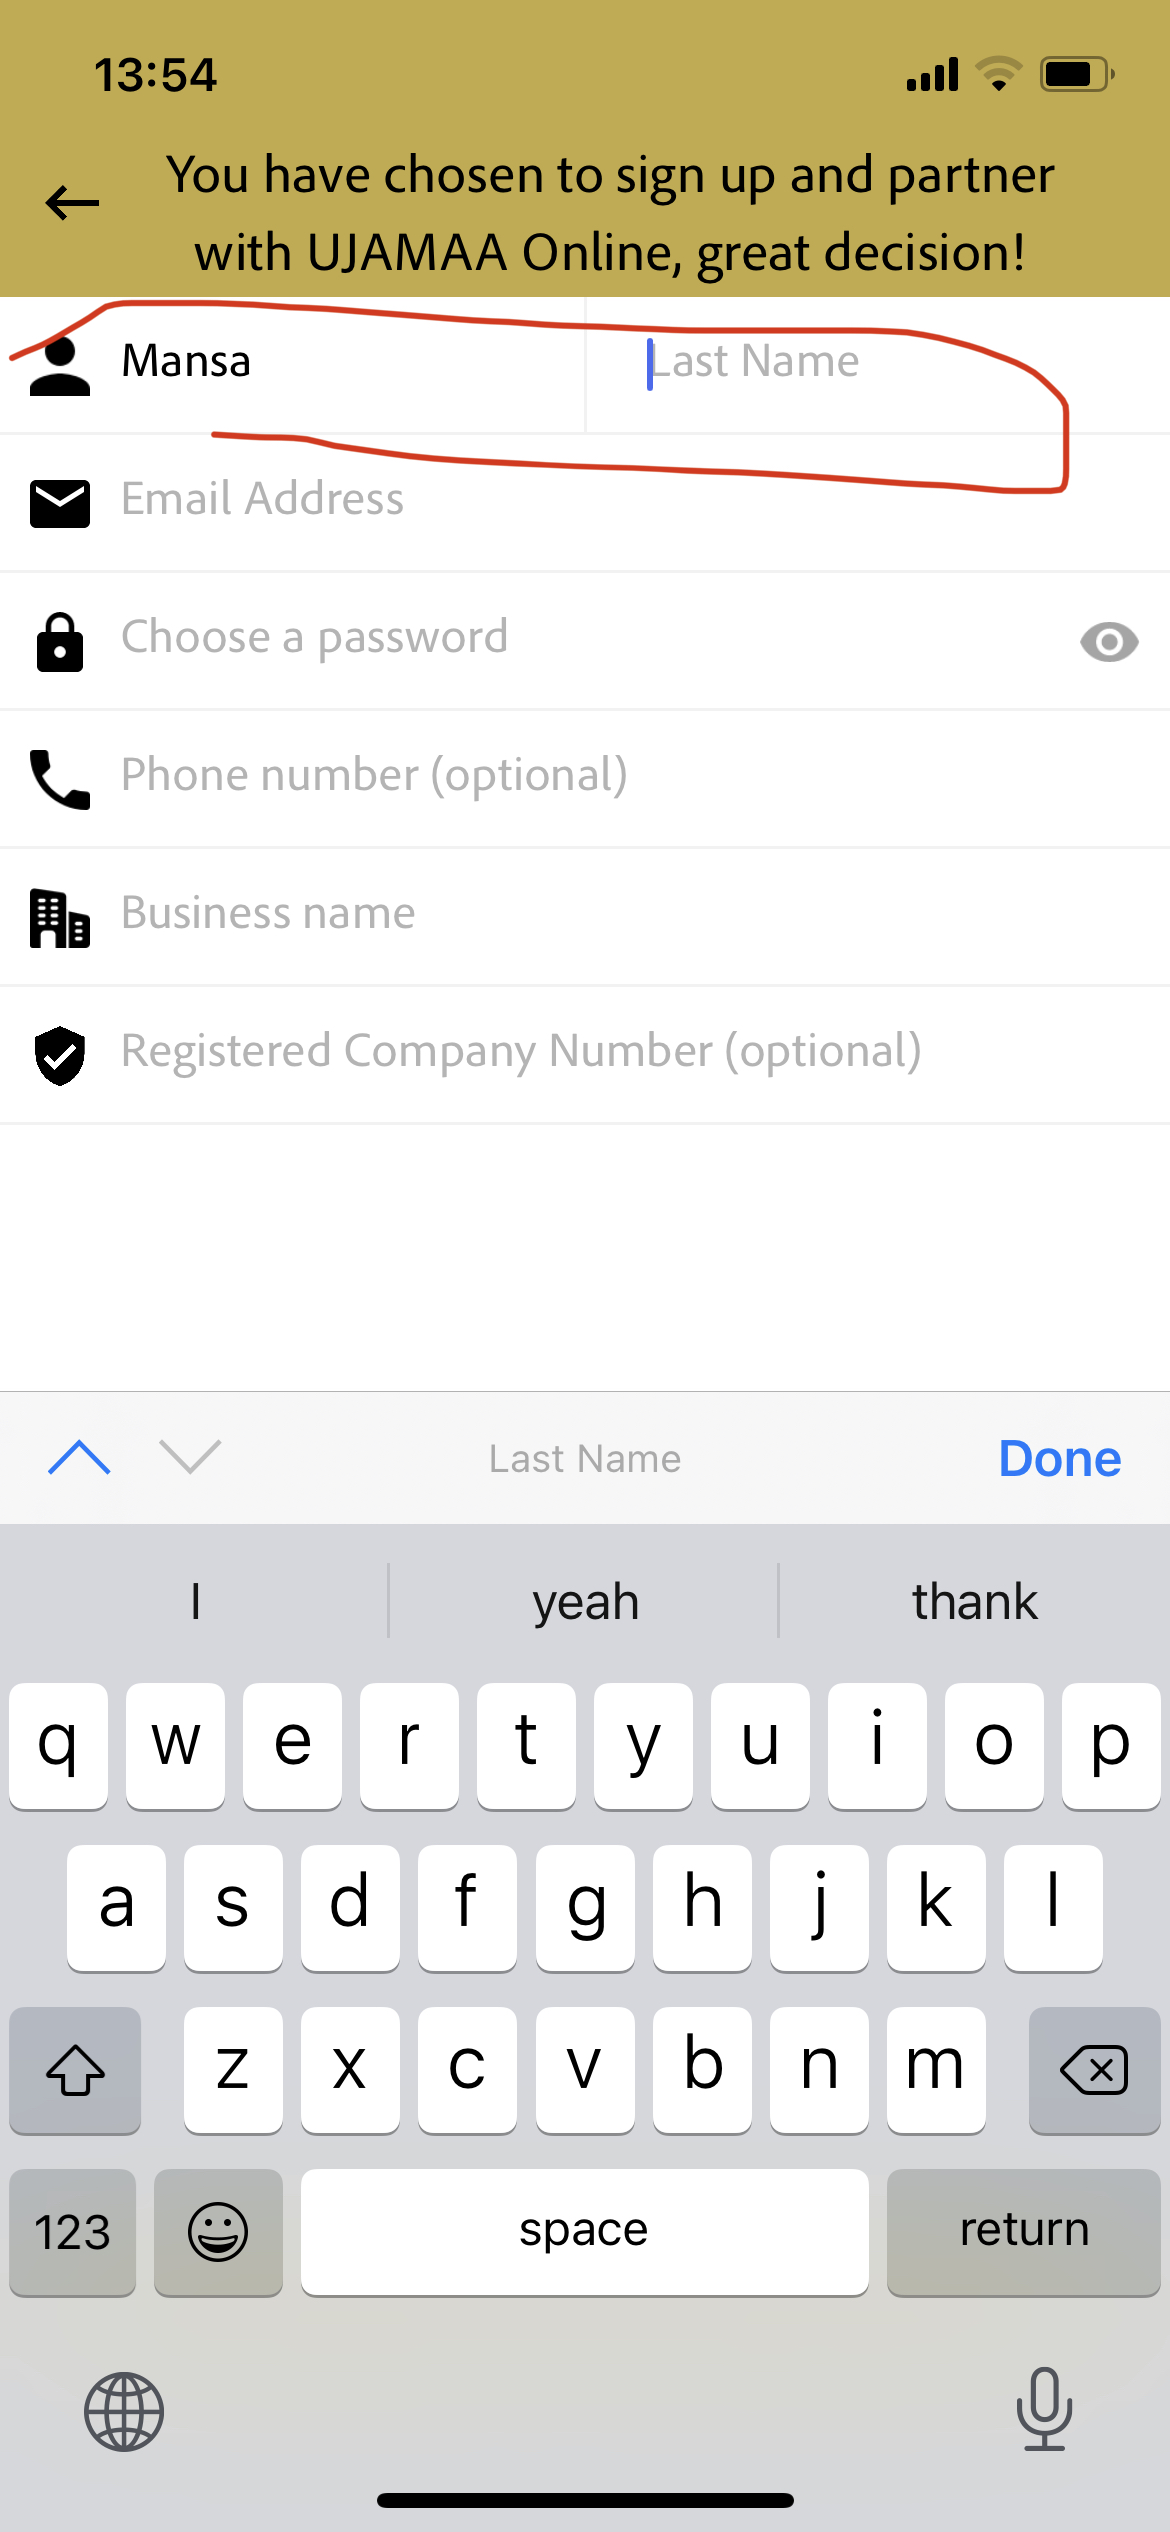 13:54
You have chosen to sign up and partner
with UJAMAA Online, great decision!
Mansa Last Name
Email Address
Choose a password
Phone number (optional)
Business name
Registered Company Number (optional)
Last Name Done
I yeah thank
q w e r t y u i o p
a s d f g h j k l
z x c v b n m
123 space return